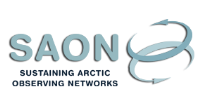 SAON
SUSTAINING ARCTIC
OBSERVING NETWORKS